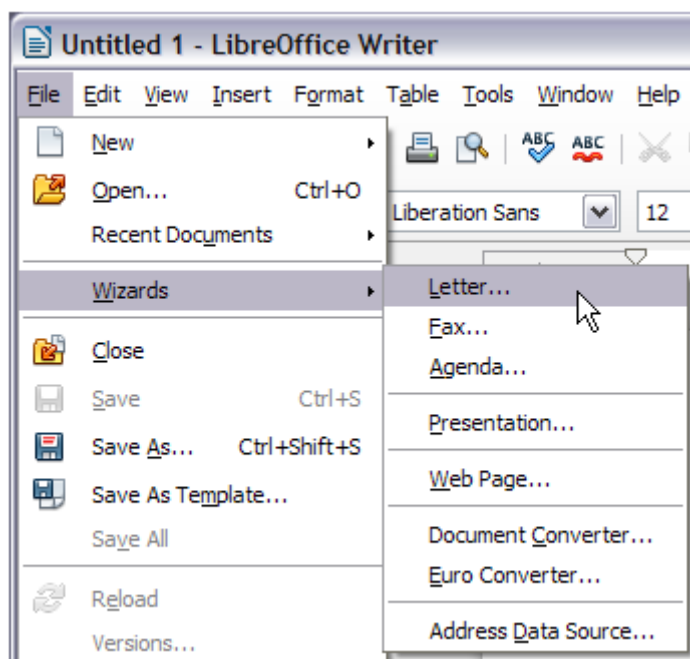 Untitled 1 - LibreOffice Writer
File Edit View Insert Format Table Tools Window Help
New
ABC ABC
Open... Ctrl+O
Liberation Sans 12
Recent Documents
Wizards
Letter...
Fax...
Agenda...
Presentation...
Web Page...
Document Converter...
Euro Converter...
Address Data Source...
Close
Save Ctrl+S
Save As... Ctrl+Shift+S
Save As Template...
Save All
Reload
Versions...